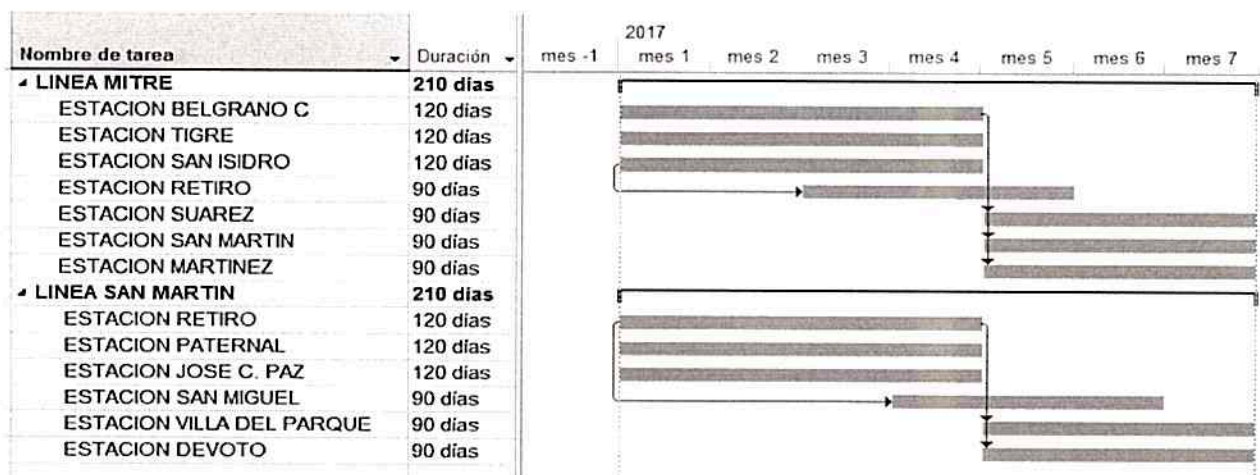 2017
Nombre de tarea Duración mes -1 mes 1 mes 2 mes 3 mes 4 mes 5 mes 6 mes 7
LINEA MITRE 210 días
ESTACION BELGRANO C 120 días
ESTACION TIGRE 120 días
ESTACION SAN ISIDRO 120 días
ESTACION RETIRO 90 días
ESTACION SUAREZ 90 días
ESTACION SAN MARTIN 90 días
ESTACION MARTINEZ 90 días
LINEA SAN MARTIN 210 días
ESTACION RETIRO 120 días
ESTACION PATERNAL 120 días
ESTACION JOSE C. PAZ 120 días
ESTACION SAN MIGUEL 90 días
ESTACION VILLA DEL PARQUE 90 días
ESTACION DEVOTO 90 días